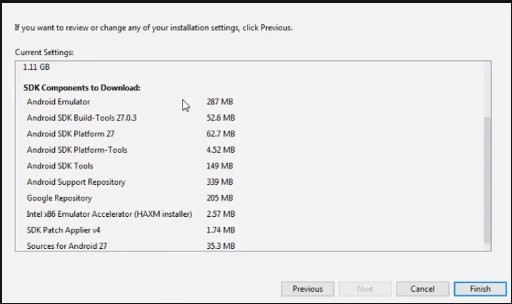 If you want to review or change any of your installation settings, click Previous.
Current Settings:
1.11 GB
SDK Components to Download:
Android Emulator 287 MB
Android SDK Build-Tools 27.0.3 52.6 MB
Android SDK Platform 27 62.7 MB
Android SDK Platform-Tools 4.52 MB
Android SDK Tools 149 MB
Android Support Repository 339 MB
Google Repository 205 MB
Intel x86 Emulator Accelerator (HAXM installer) 2.57 MB
SDK Patch Applier v4 1.74 MB
Sources for Android 27 35.3 MB
Previous Next Cancel Finish